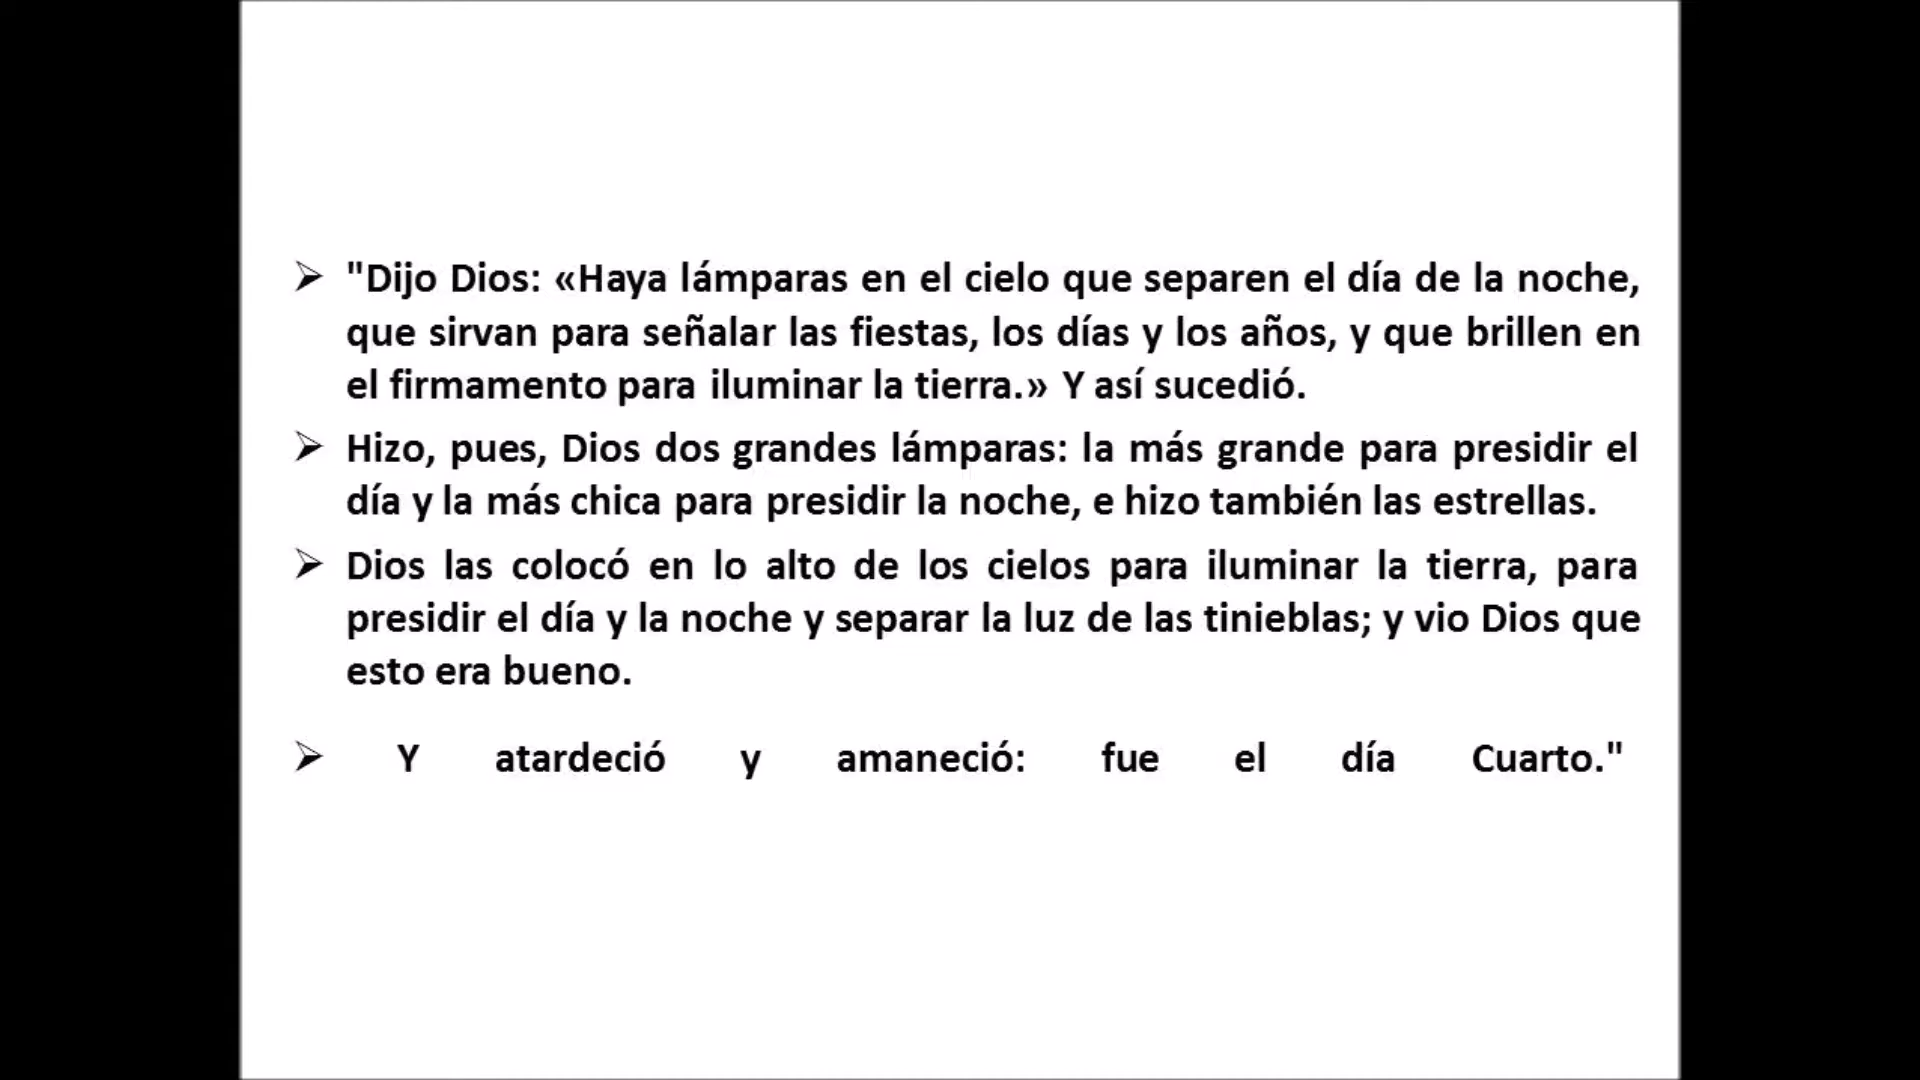 ➢ "Dijo Dios: «Haya lámparas en el cielo que separen el día de la noche,
que sirvan para señalar las fiestas, los días y los años, y que brillen en
el firmamento para iluminar la tierra.» Y así sucedió.
➢ Hizo, pues, Dios dos grandes lámparas: la más grande para presidir el
día y la más chica para presidir la noche, e hizo también las estrellas.
➢ Dios las colocó en lo alto de los cielos para iluminar la tierra, para
presidir el día y la noche y separar la luz de las tinieblas; y vio Dios que
esto era bueno.
➢ Y atardeció y amaneció: fue el día Cuarto."